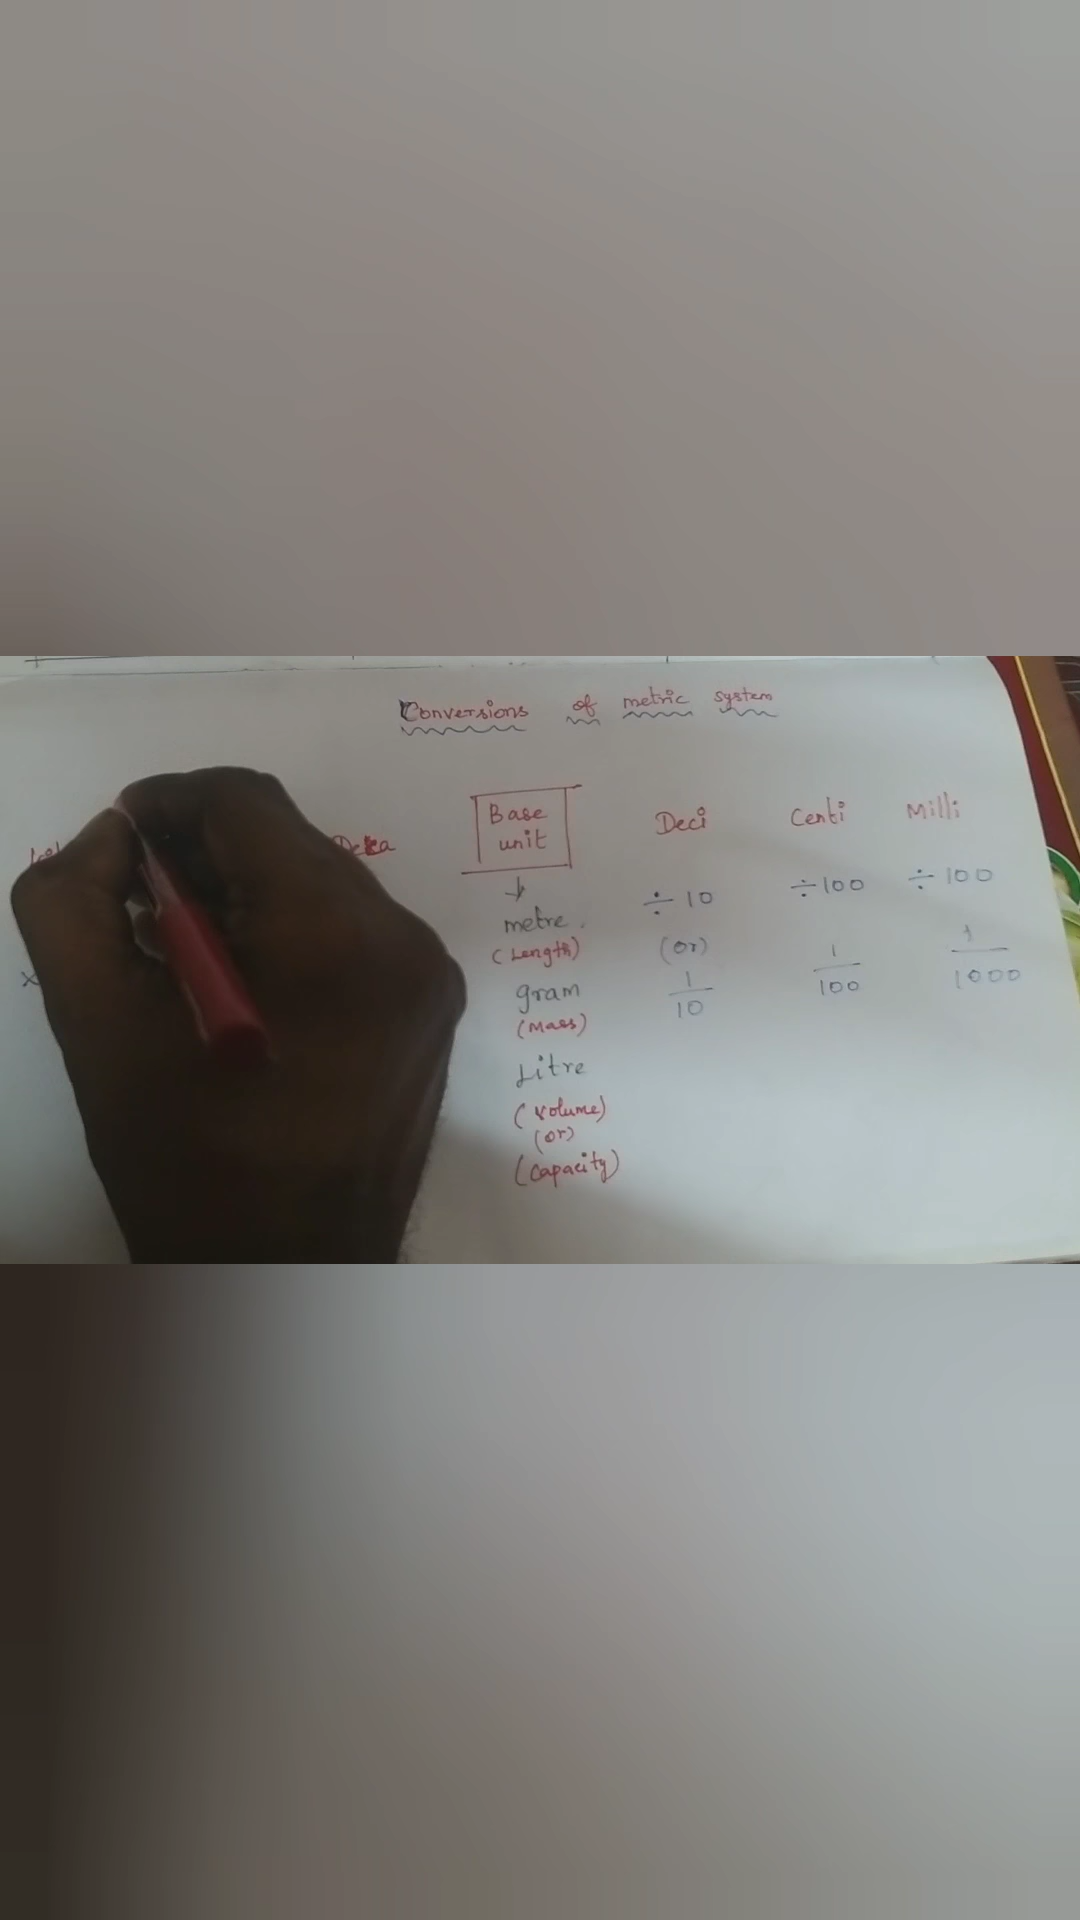 Conversions of metric system
Base unit Deci Centi Milli
Deka
metre.
(Length)
gram
(Mass)
Litre
(Volume)
(or)
(Capacity)
÷ 10
(or)
1
10
÷100
1
100
÷ 100
1
1000